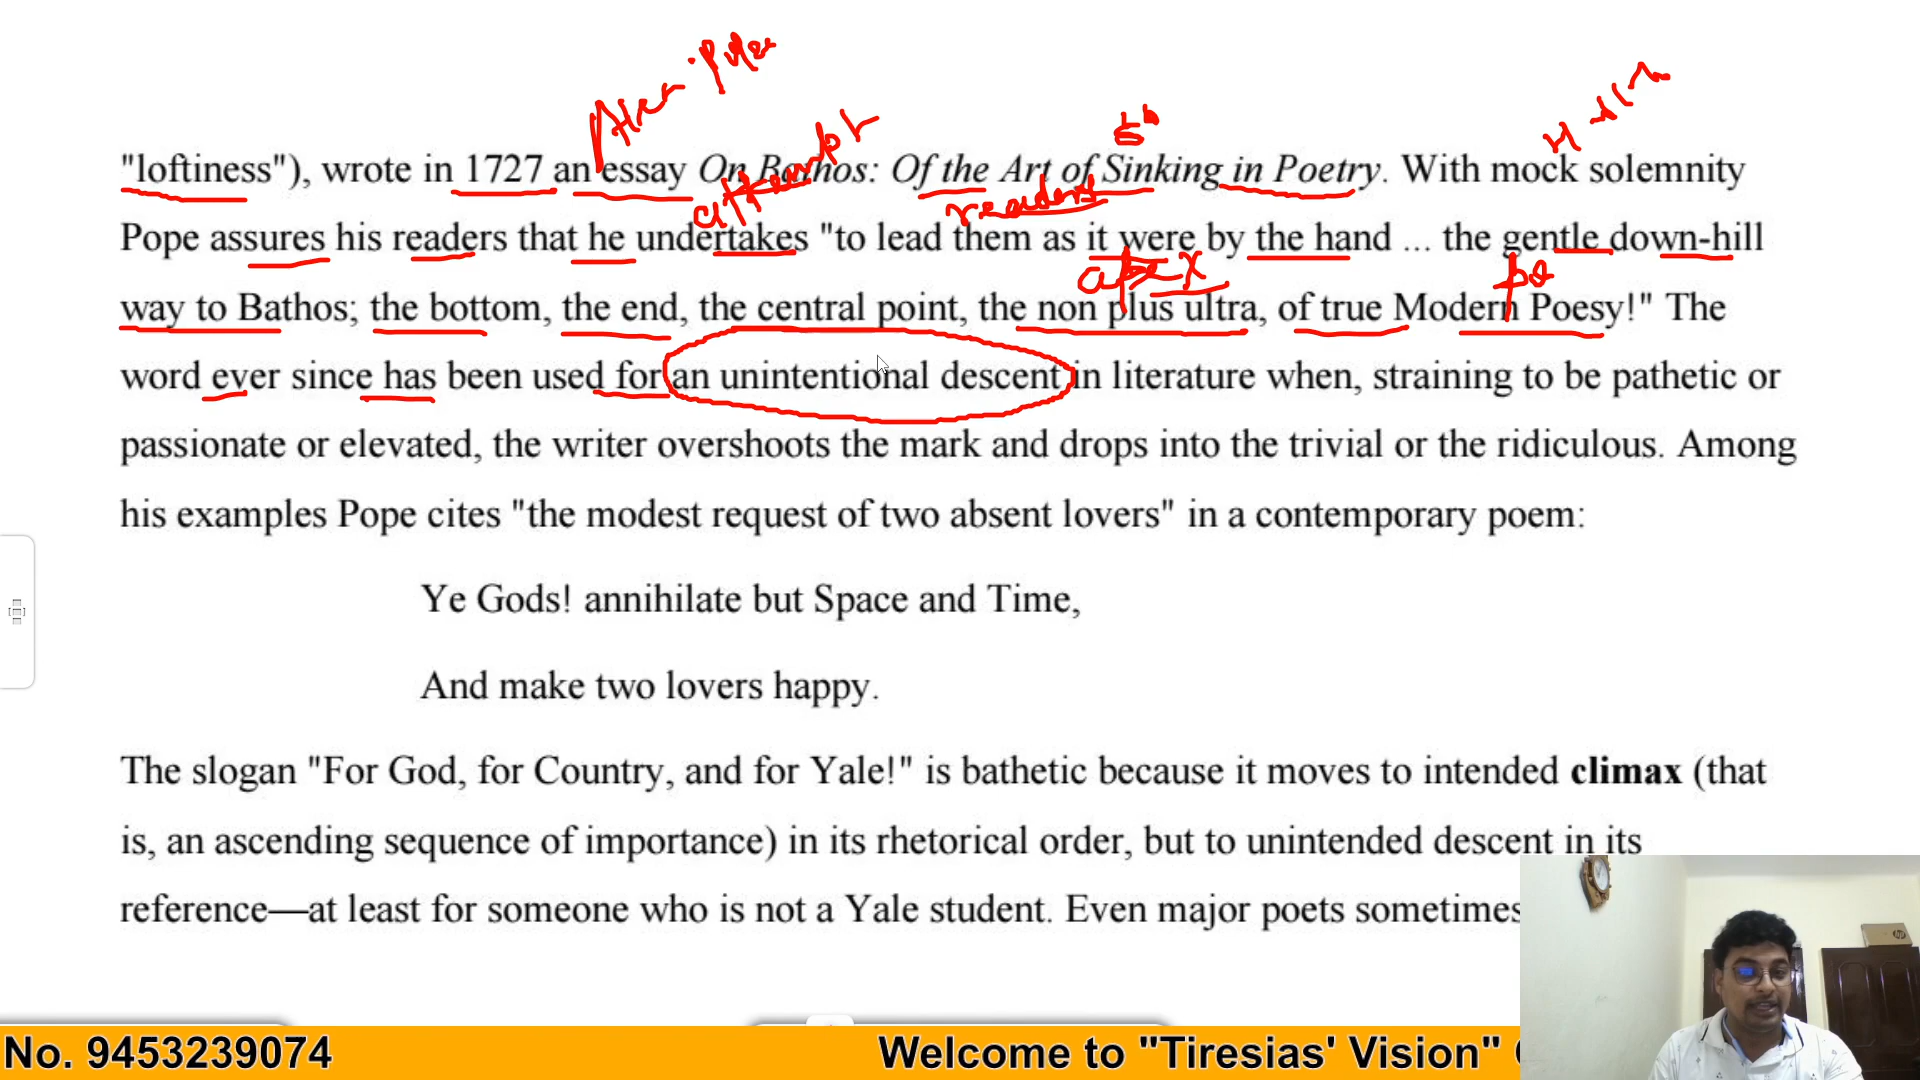 Alex. Pope
"loftiness"), wrote in 1727 an essay On Bathos: Of the Art of Sinking in Poetry. With mock solemnity
attempt
readers
Pope assures his readers that he undertakes "to lead them as it were by the hand ... the gentle down-hill
apex
po
way to Bathos; the bottom, the end, the central point, the non plus ultra, of true Modern Poesy!" The
word ever since has been used for an unintentional descent in literature when, straining to be pathetic or
passionate or elevated, the writer overshoots the mark and drops into the trivial or the ridiculous. Among
his examples Pope cites "the modest request of two absent lovers" in a contemporary poem:
Ye Gods! annihilate but Space and Time,
And make two lovers happy.
The slogan "For God, for Country, and for Yale!" is bathetic because it moves to intended climax (that
is, an ascending sequence of importance) in its rhetorical order, but to unintended descent in its
reference—at least for someone who is not a Yale student. Even major poets sometimes
No. 9453239074 Welcome to "Tiresias' Vision"